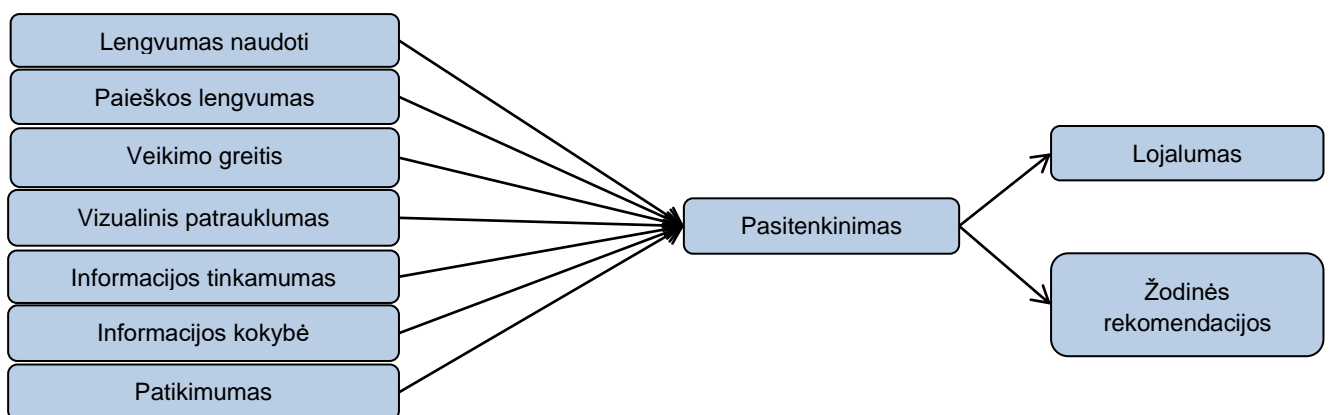 Lengvumas naudoti
Paieškos lengvumas
Veikimo greitis
Vizualinis patrauklumas
Informacijos tinkamumas
Informacijos kokybė
Patikimumas
Pasitenkinimas
Lojalumas
Žodinės
rekomendacijos